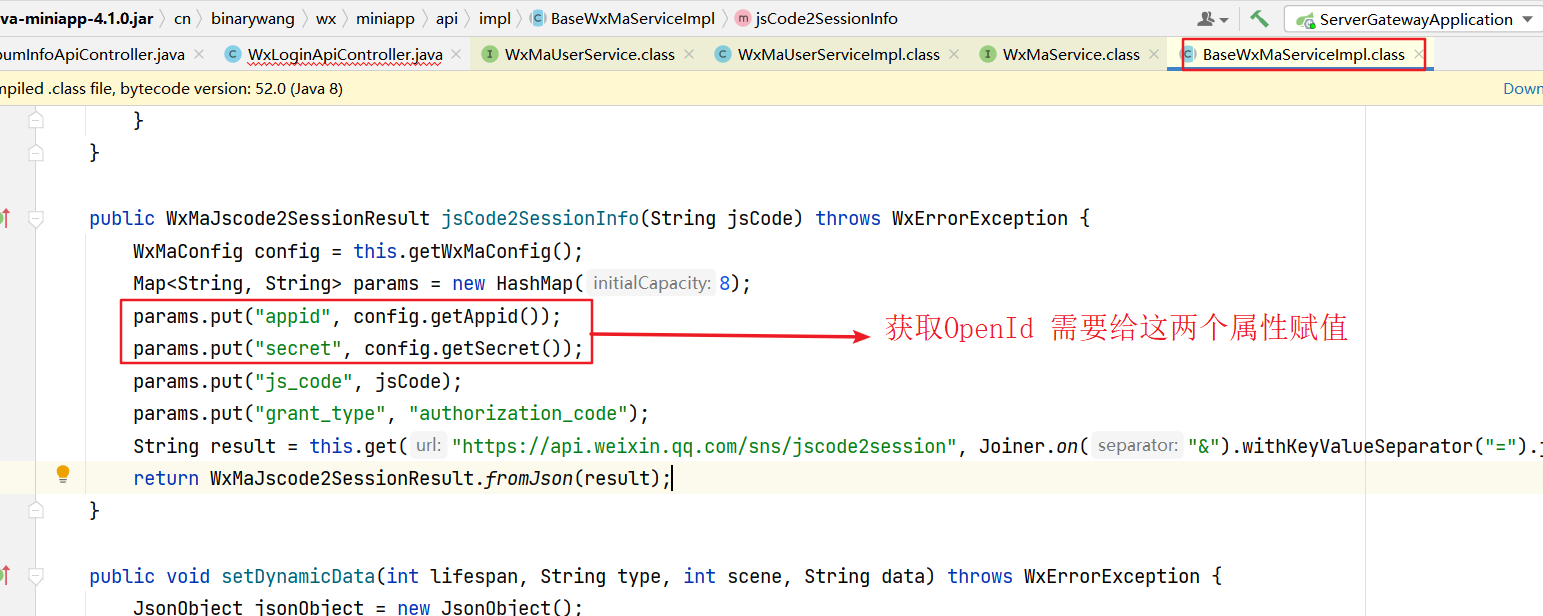 va-miniapp-4.1.0.jar cn binarywang wx miniapp api impl BaseWxMaServiceImpl jsCode2SessionInfo ServerGatewayApplication
umInfoApiController.java WxLoginApiController.java WxMaUserService.class WxMaUserServiceImpl.class WxMaService.class BaseWxMaServiceImpl.class
mpiled .class file, bytecode version: 52.0 (Java 8) Down
}
}
public WxMaJscode2SessionResult jsCode2SessionInfo(String jsCode) throws WxErrorException {
WxMaConfig config = this.getWxMaConfig();
Map<String, String> params = new HashMap( initialCapacity: 8);
params.put("appid", config.getAppid());
params.put("secret", config.getSecret());
获取OpenId 需要给这两个属性赋值
params.put("js_code", jsCode);
params.put("grant_type", "authorization_code");
String result = this.get( url: "https://api.weixin.qq.com/sns/jscode2session", Joiner.on( separator: "&").withKeyValueSeparator("=").j
return WxMaJscode2SessionResult.fromJson(result);
}
public void setDynamicData(int lifespan, String type, int scene, String data) throws WxErrorException {
JsonObject jsonObject = new JsonObject();